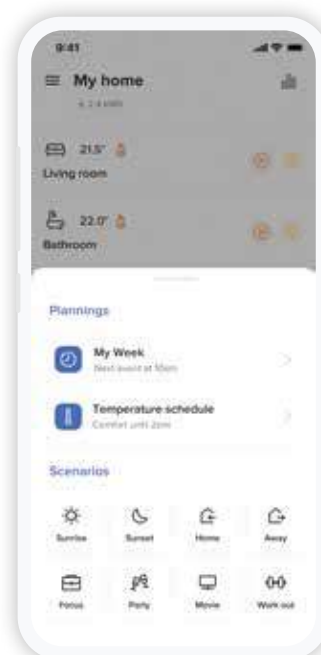 9:41
My home
21.5°
Living room
22.0°
Bathroom
Plannings
My Week
Next event at 10am
Temperature schedule
Comfort until 2pm
Scenarios
Sunrise Sunset Home Away
Focus Party Movie Work out